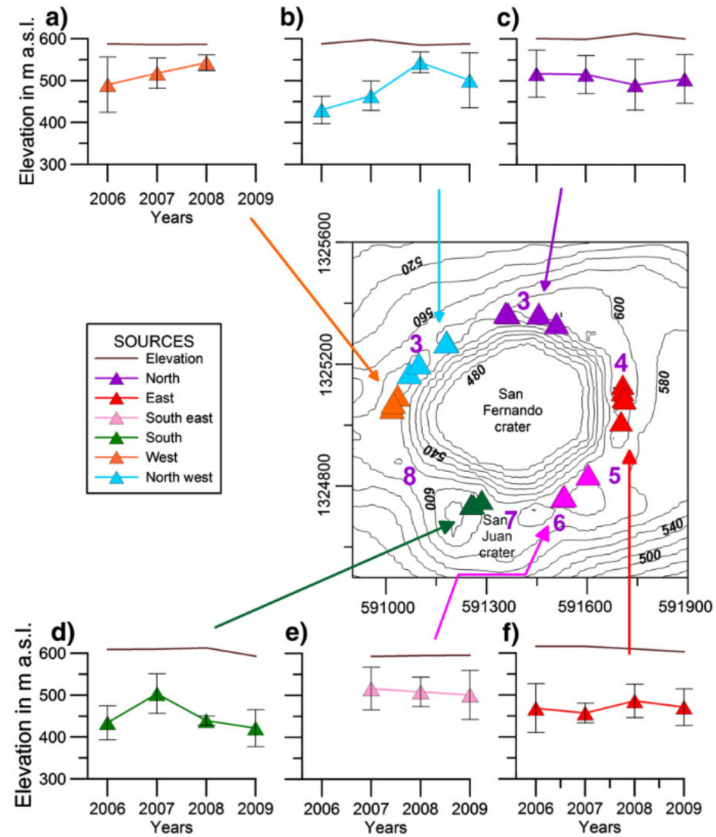 a)
b)
c)
Elevation in m a.s.l.
600
500
400
300
2006
2007
2008
2009
Years
1325600
1325200
1324800
520
560
600
580
480
540
600
540
500
3
3
4
5
6
7
8
San
Fernando
crater
San
Juan
crater
591000
591300
591600
591900
SOURCES
Elevation
North
East
South east
South
West
North west
d)
e)
f)
Elevation in m a.s.l.
600
500
400
300
2006 2007 2008 2009
Years
2006 2007 2008 2009
Years
2006 2007 2008 2009
Years